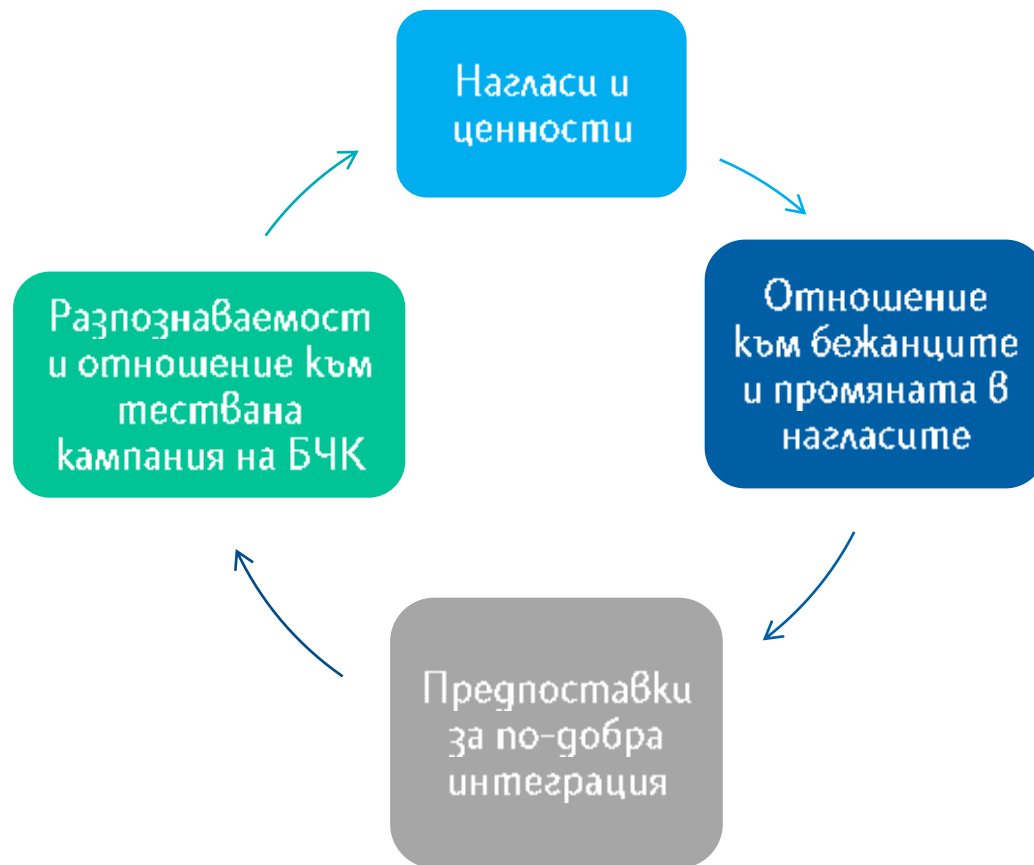 Нагласи и
ценности
Отношение
към бежанците
и промяната в
нагласите
Предпоставки
за по-добра
интеграция
Разпознаваемост
и отношение към
тествана
кампания на БЧК